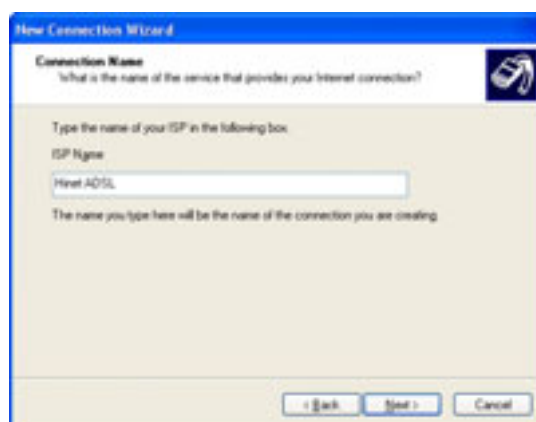 New Connection Wizard
Connection Name
What is the name of the service that provides your Internet connection?
Type the name of your ISP in the following box.
ISP Name
Hinet ADSL
The name you type here will be the name of the connection you are creating.
< Back
Next >
Cancel